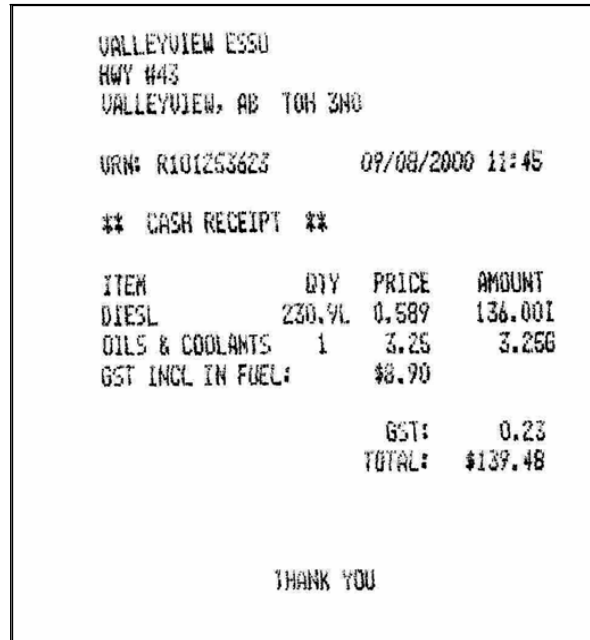 VALLEYVIEW ESSO
HWY #43
VALLEYVIEW, AB TOH 3N0
VRN: R101253623 09/08/2000 11:45
** CASH RECEIPT **
ITEM QTY PRICE AMOUNT
DIESL 230.9L 0.589 136.00I
OILS & COOLANTS 1 3.25 3.25G
GST INCL IN FUEL: $8.90
GST: 0.23
TOTAL: $139.48
THANK YOU